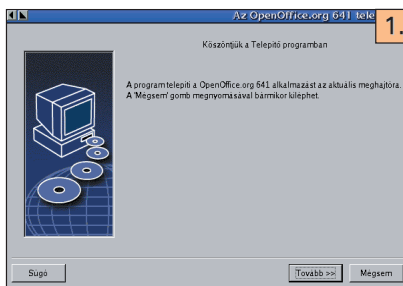 Az OpenOffice.org 641 tele
1.
Köszöntjük a Telepítő programban
A program telepíti a OpenOffice.org 641 alkalmazást az aktuális meghajtóra.
A 'Mégsem' gomb megnyomásával bármikor kiléphet.
Súgó
Tovább >>
Mégsem